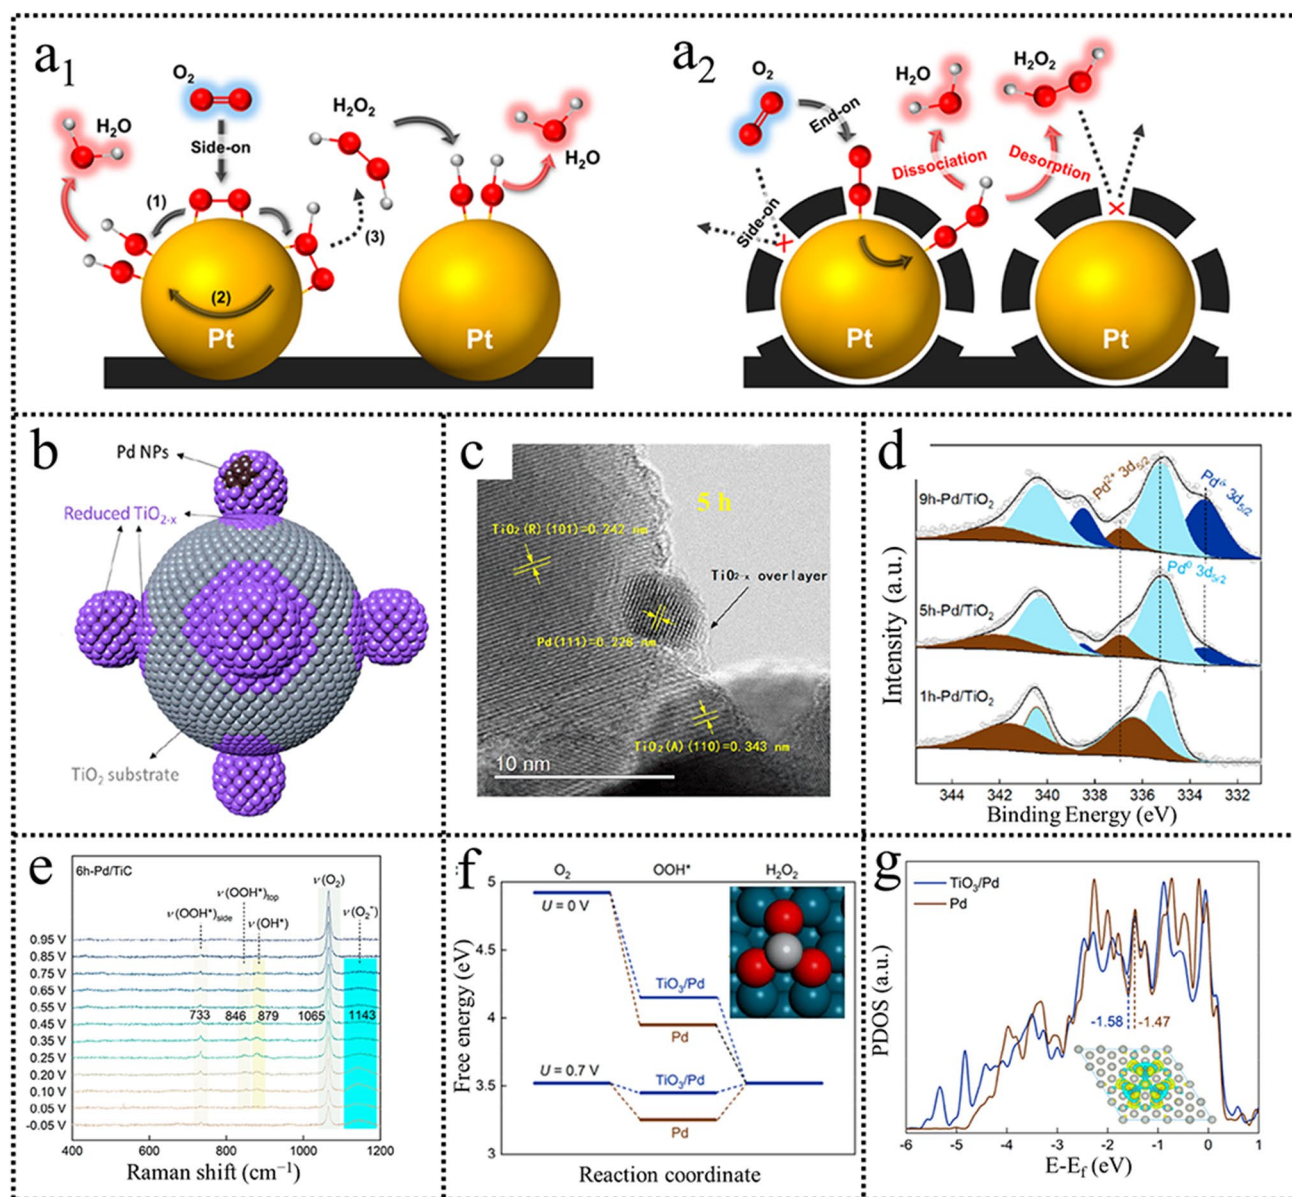 a1
O2
H2O
Side-on
H2O2
H2O
(1)
(2)
(3)
Pt
Pt
a2
O2
End-on
H2O
H2O2
Dissociation
Desorption
Side-on
Pt
Pt
b
Pd NPs
Reduced TiO2-x
TiO2 substrate
c
5 h
TiO2(R)(101)=0.242 nm
TiO2-x overlayer
Pd(111)=0.226 nm
TiO2(A)(110)=0.343 nm
10 nm
d
Pd2+ 3d5/2
Pdδ- 3d5/2
9h-Pd/TiO2
Pd0 3d5/2
5h-Pd/TiO2
1h-Pd/TiO2
Intensity (a.u.)
344 342 340 338 336 334 332
Binding Energy (eV)
e
6h-Pd/TiC
ν(O2)
ν(OOH*)top
ν(OOH*)side
ν(OH*)
ν(O2-)
0.95 V
0.85 V
0.75 V
0.65 V
0.55 V
0.45 V
0.35 V
0.25 V
0.20 V
0.10 V
0.05 V
-0.05 V
733 846 879 1065 1143
400 600 800 1000 1200
Raman shift (cm−1)
f
O2 OOH* H2O2
U = 0 V
TiO3/Pd
Pd
U = 0.7 V
TiO3/Pd
Pd
5
4.5
4
3.5
3
Free energy (eV)
Reaction coordinate
g
TiO3/Pd
Pd
-1.58
-1.47
PDOS (a.u.)
-6 -5 -4 -3 -2 -1 0 1
E-Ef (eV)